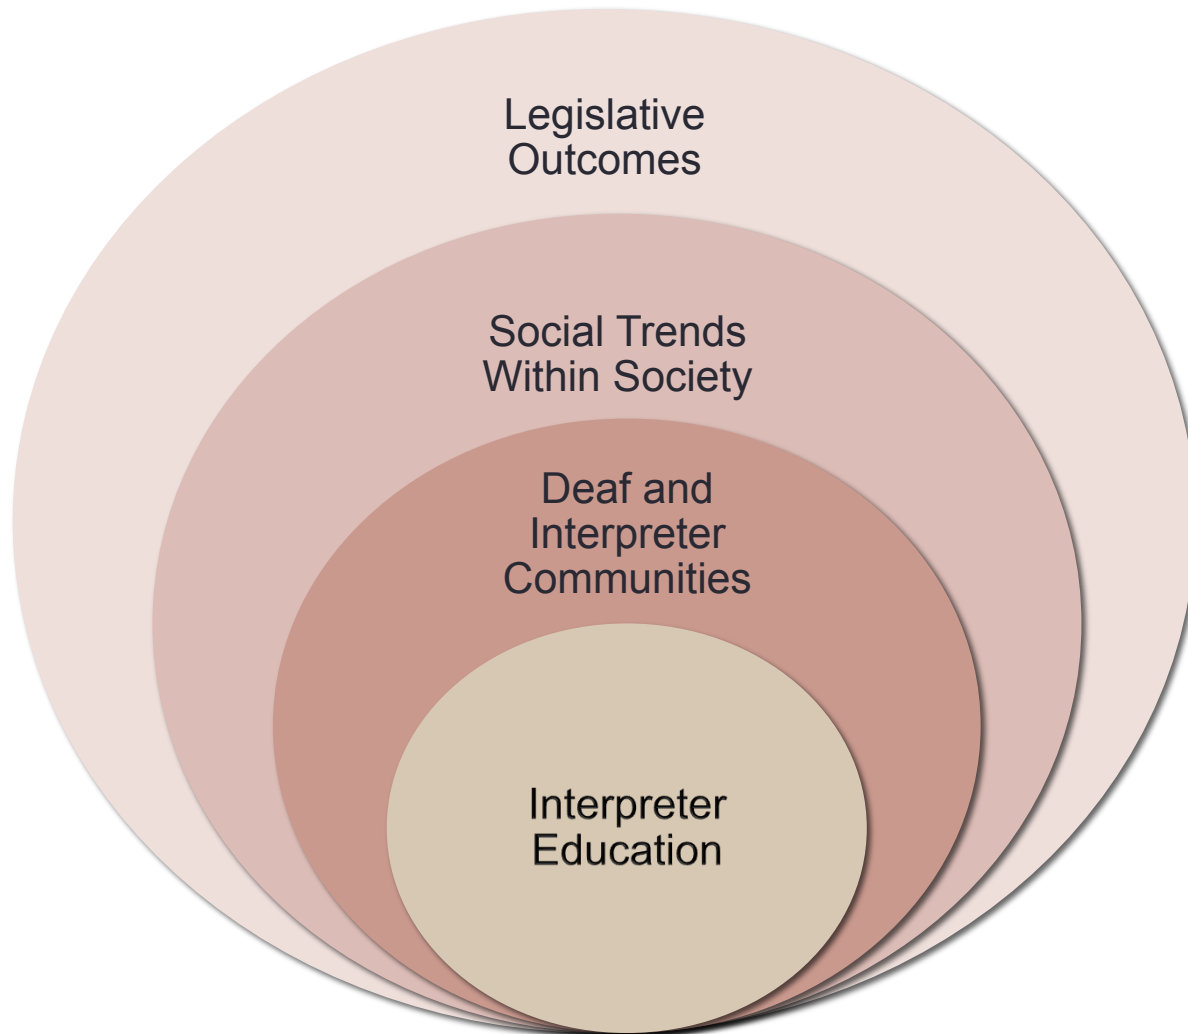 Legislative
Outcomes
Social Trends
Within Society
Deaf and
Interpreter
Communities
Interpreter
Education